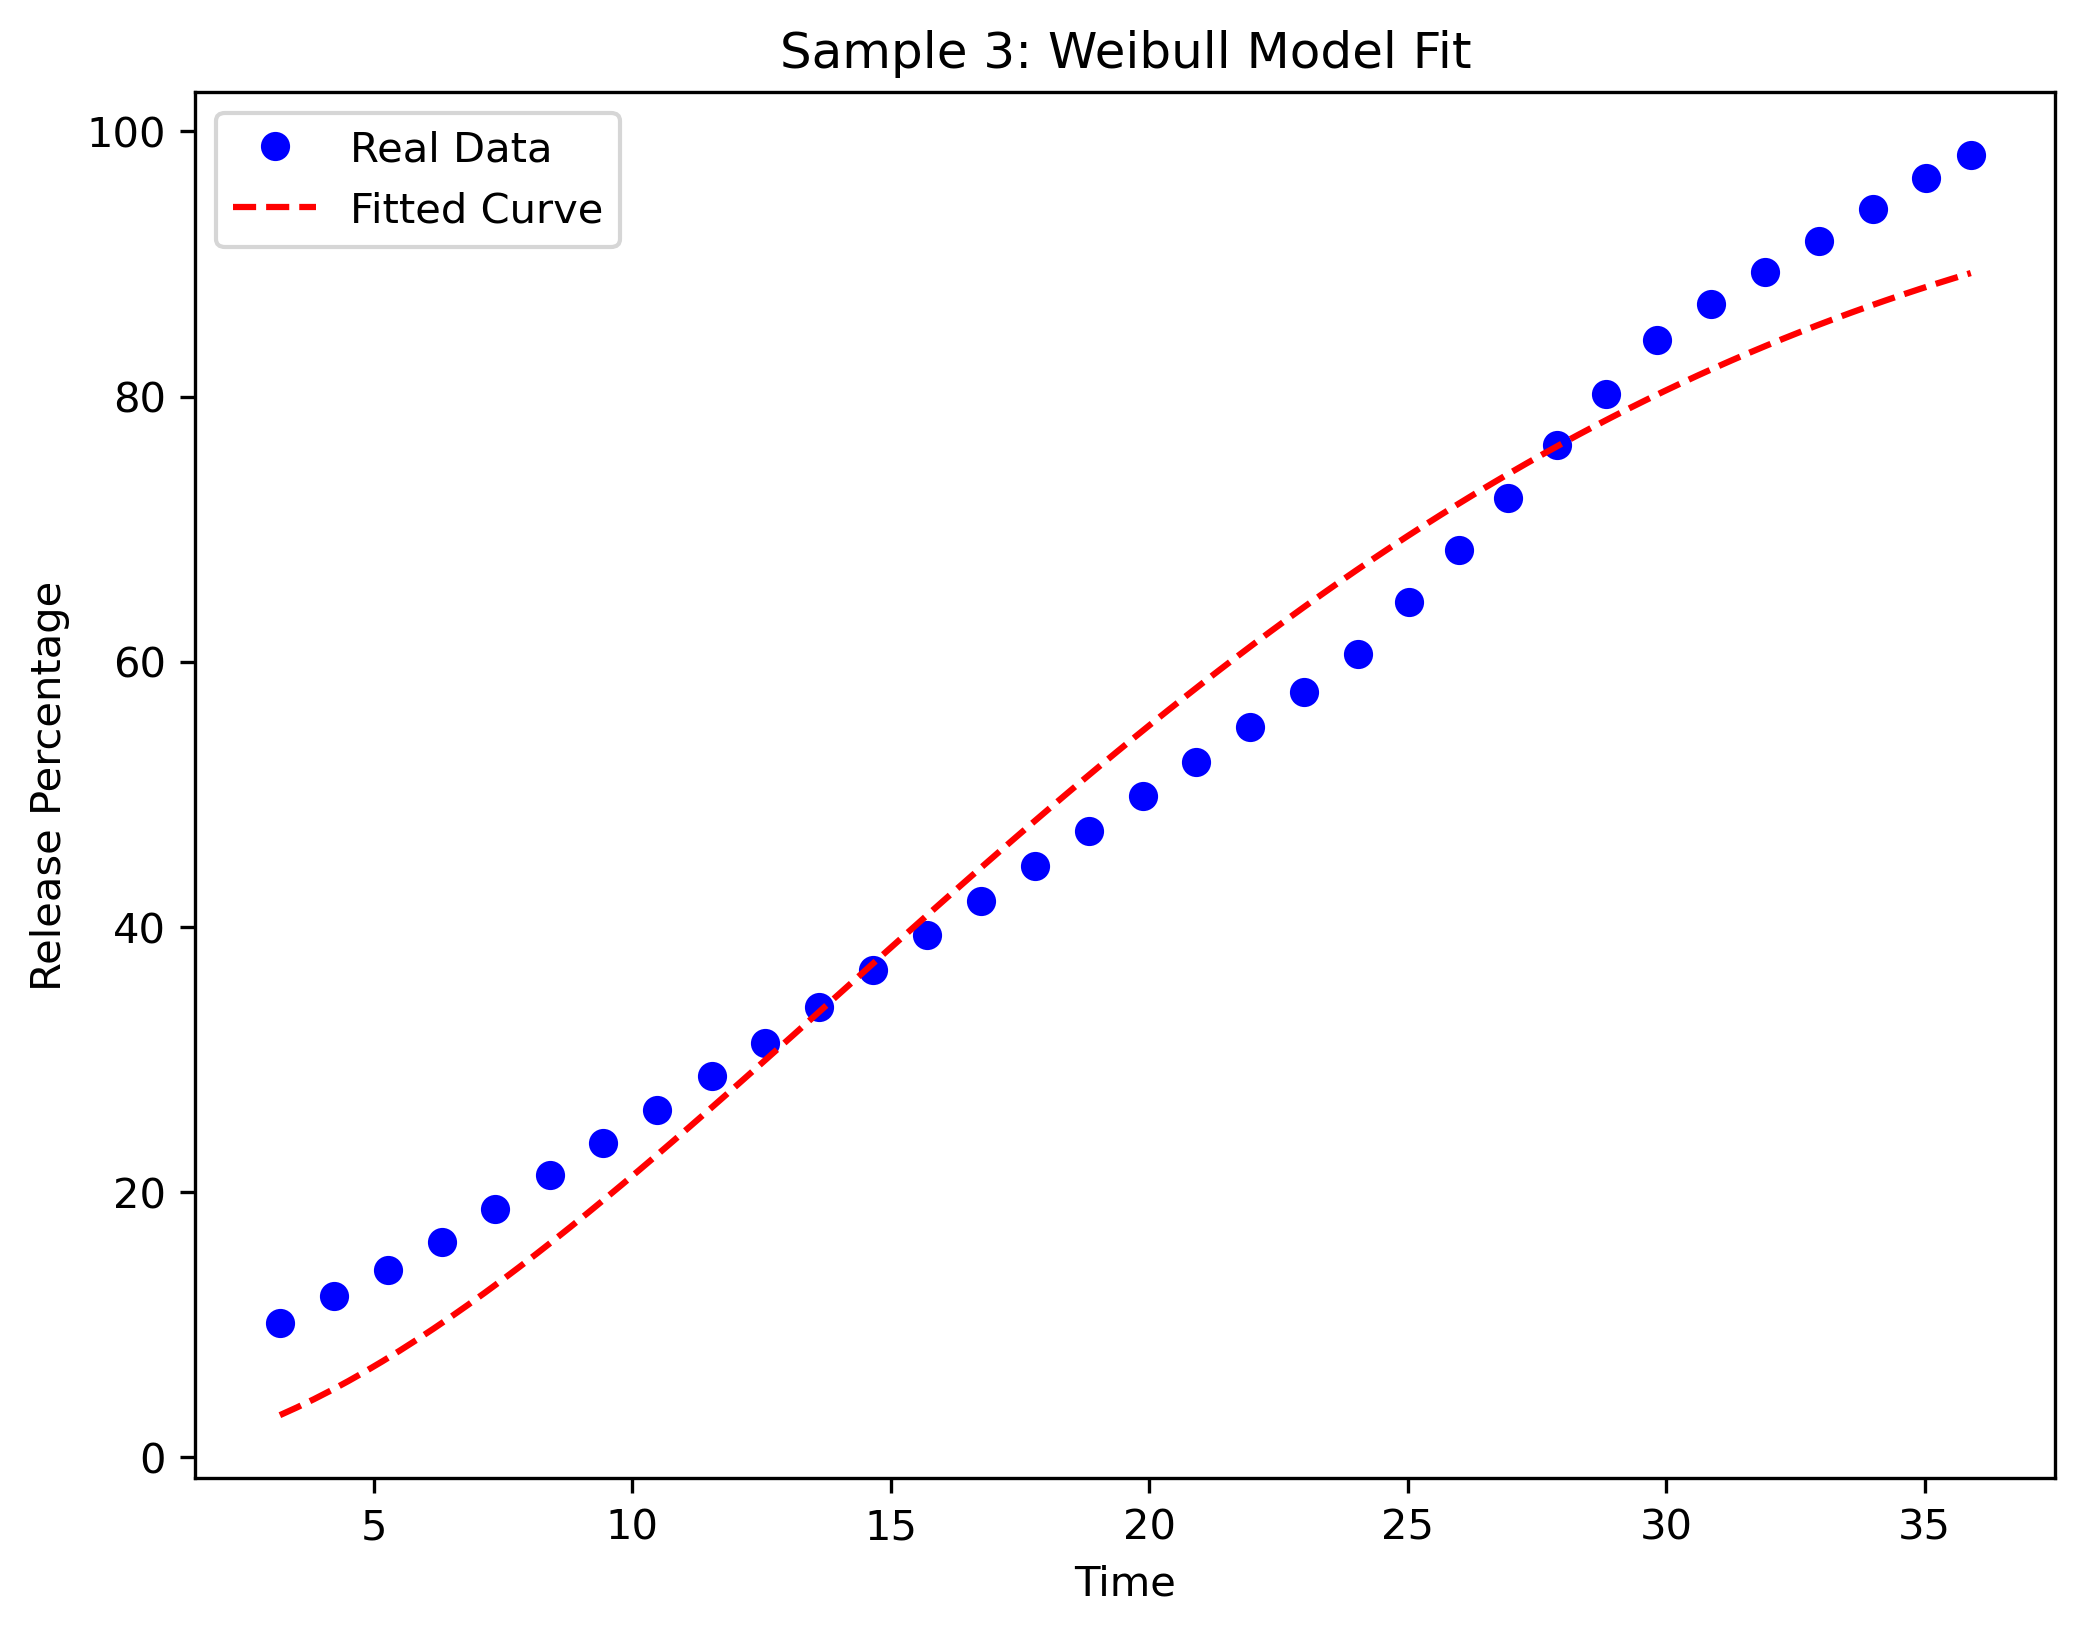 Sample 3: Weibull Model Fit
Real Data
Fitted Curve
100
80
60
40
20
0
Release Percentage
5 10 15 20 25 30 35
Time